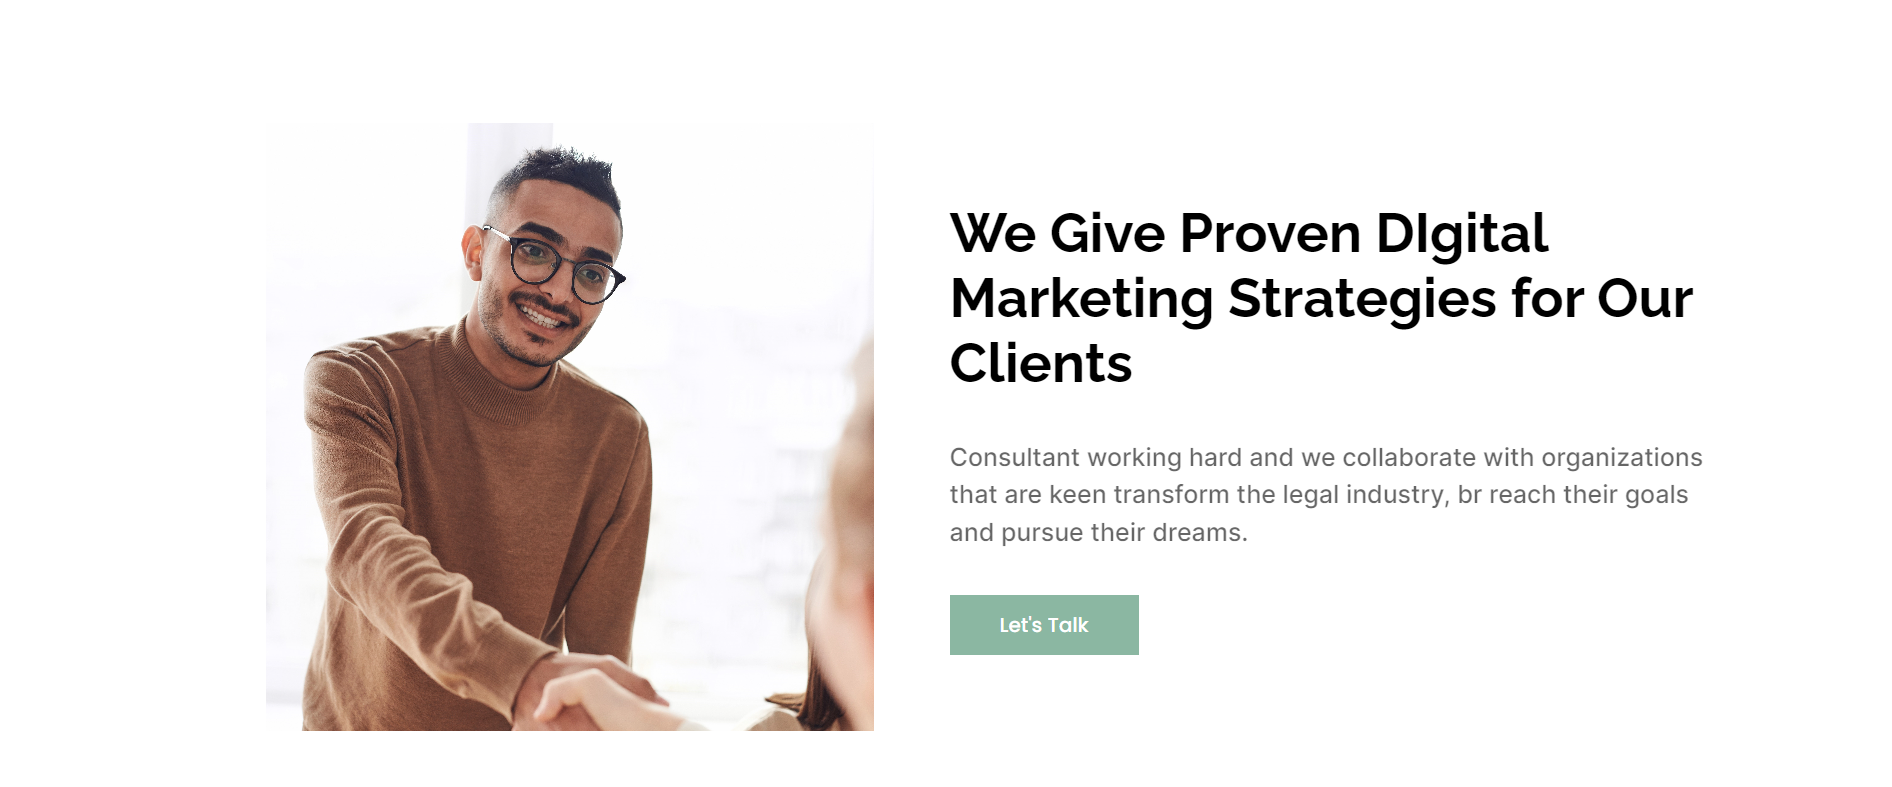 We Give Proven DIgital
Marketing Strategies for Our
Clients
Consultant working hard and we collaborate with organizations
that are keen transform the legal industry, br reach their goals
and pursue their dreams.
Let's Talk